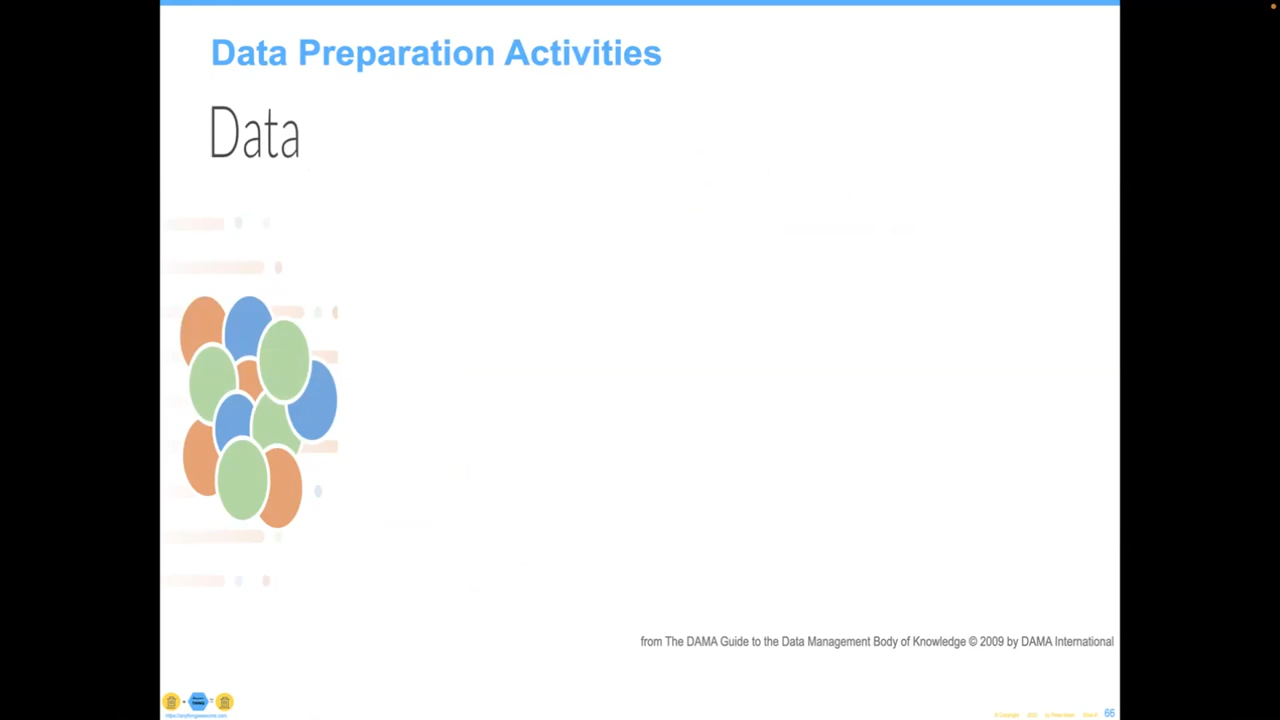 Data Preparation Activities
Data
from The DAMA Guide to the Data Management Body of Knowledge © 2009 by DAMA International
66